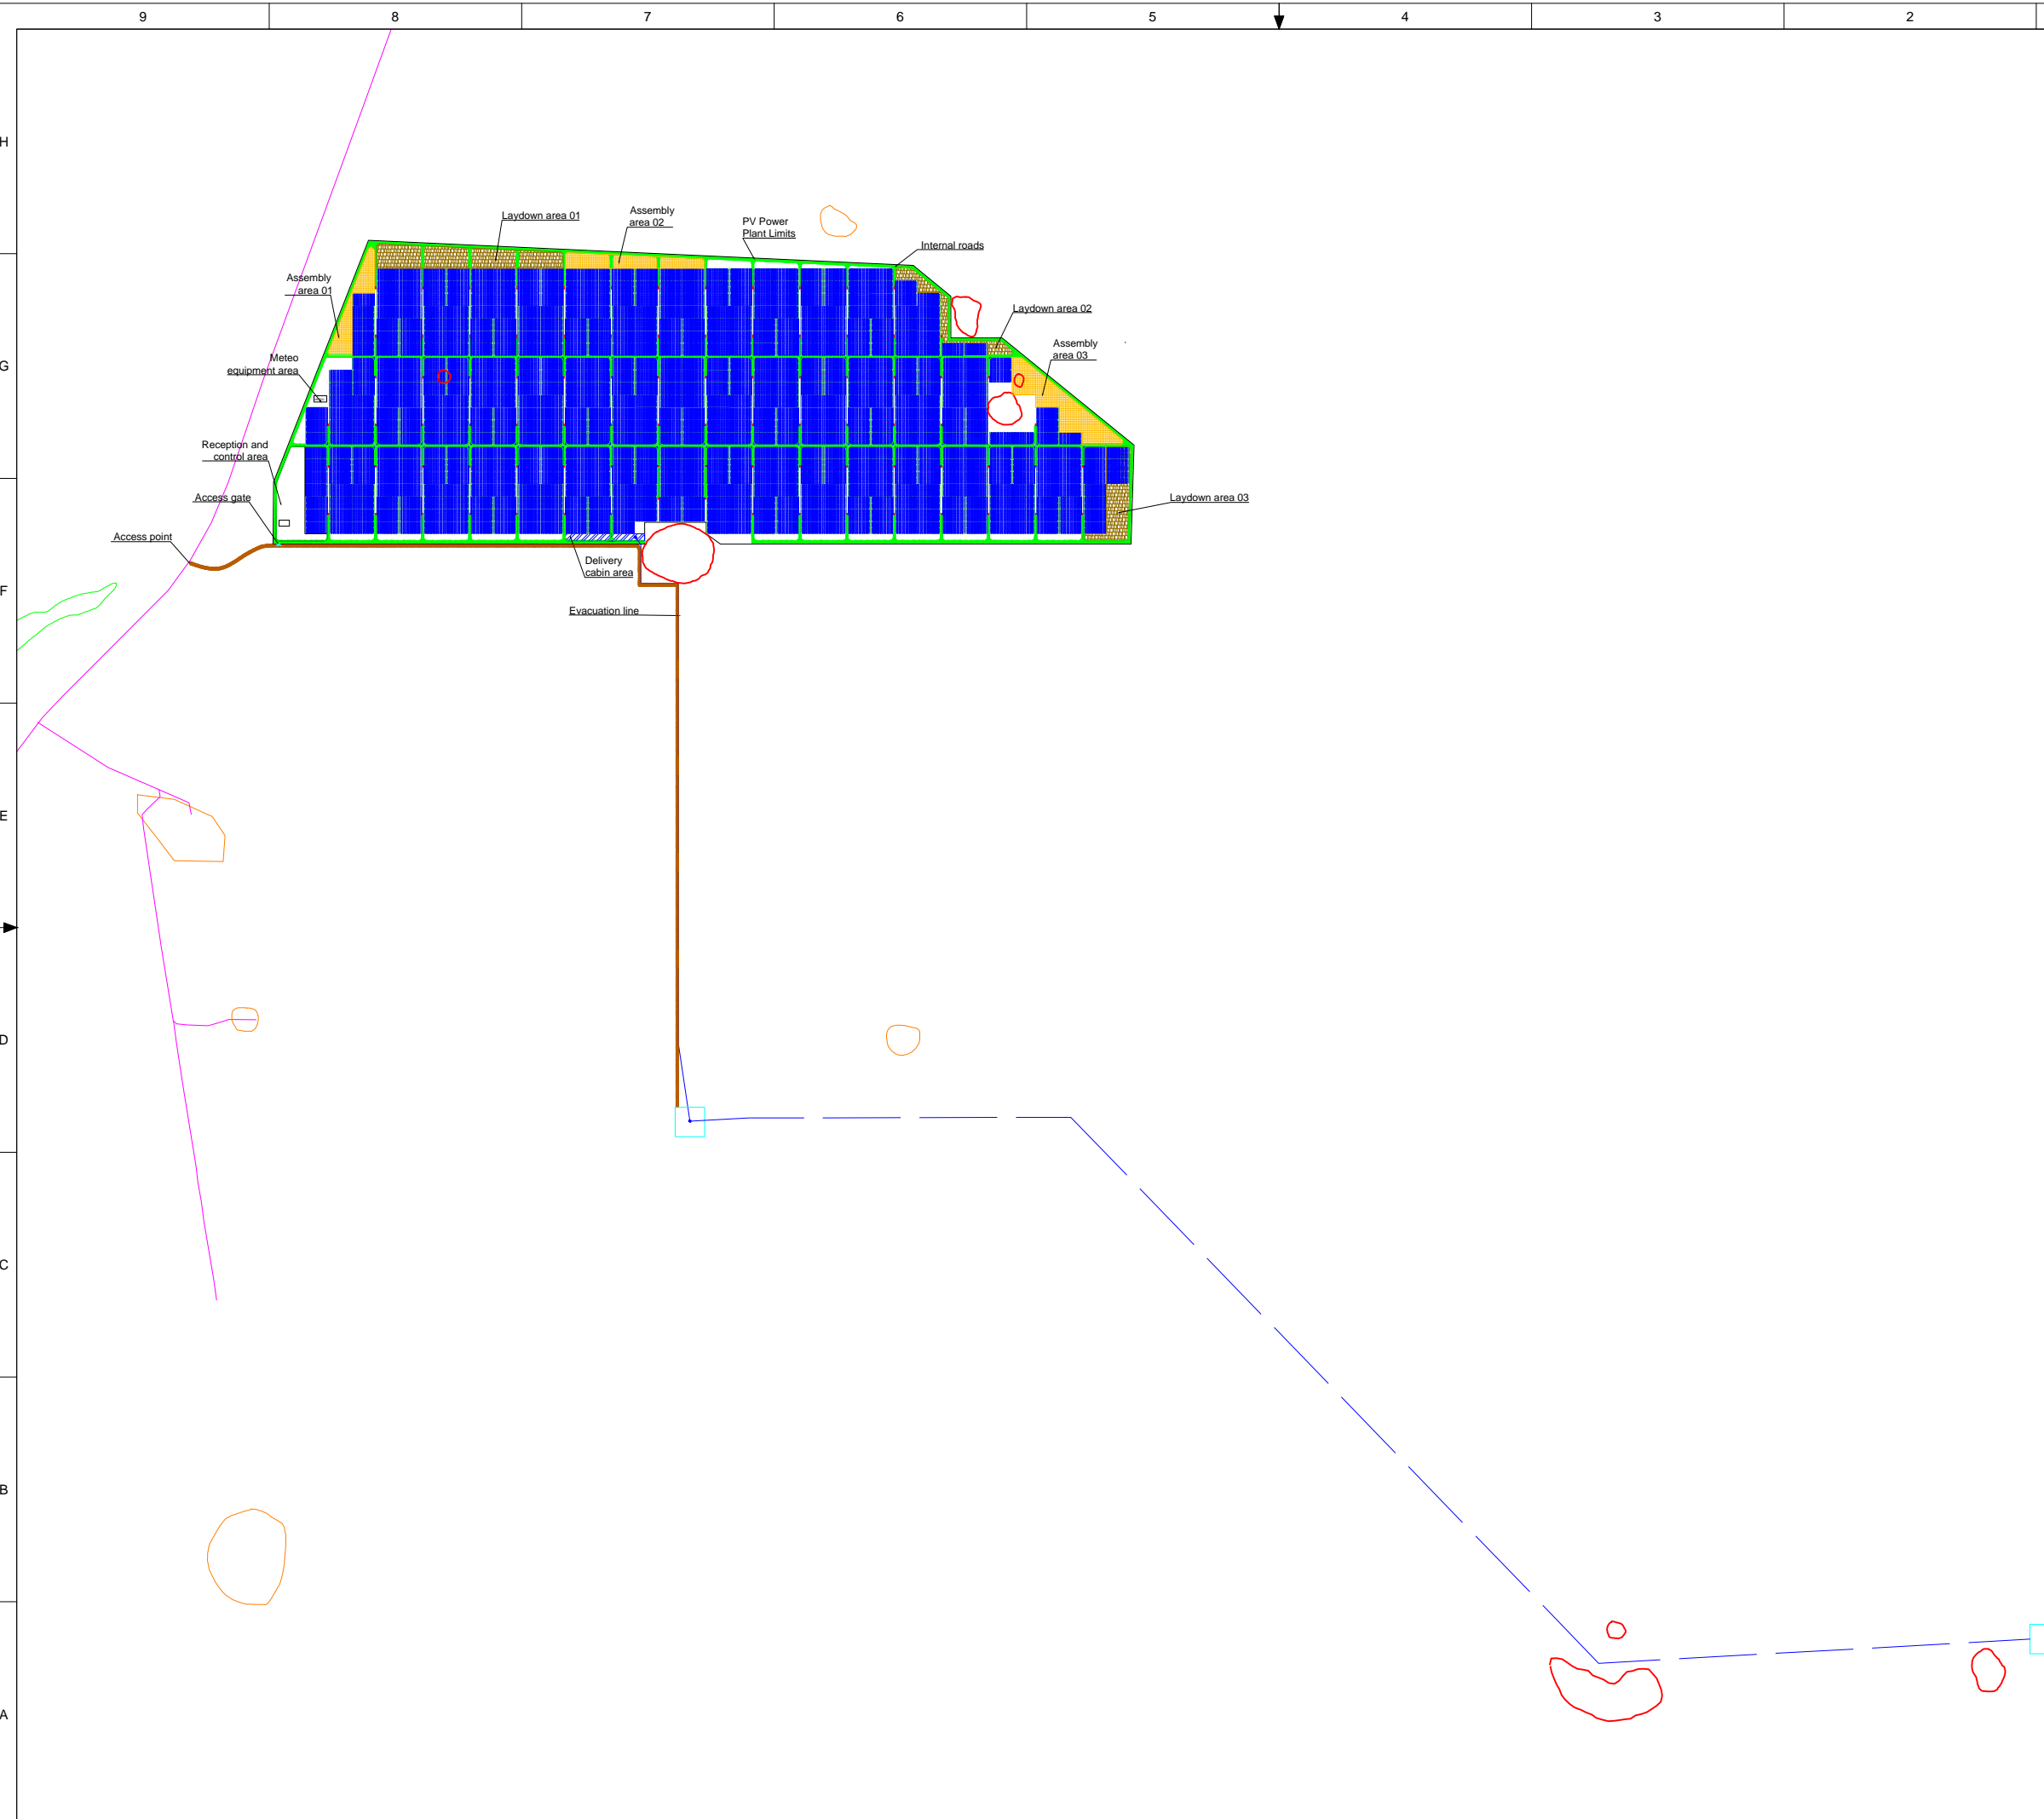 9 8 7 6 5 4 3 2
H
Laydown area 01
Assembly
area 02
PV Power
Plant Limits
Internal roads
Assembly
area 01
Laydown area 02
Assembly
area 03
G
Meteo
equipment area
Reception and
control area
Access gate
Laydown area 03
Access point
Delivery
cabin area
F
Evacuation line
E
D
C
B
A